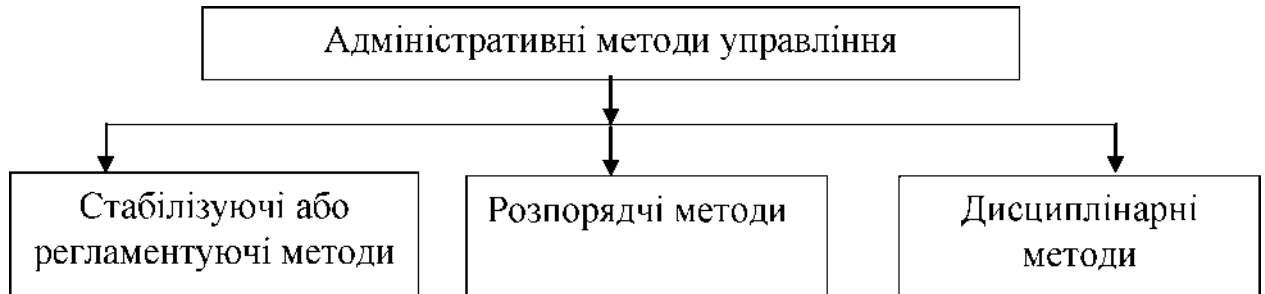 Адміністративні методи управління
Стабілізуючі або
регламентуючі методи
Розпорядчі методи
Дисциплінарні
методи